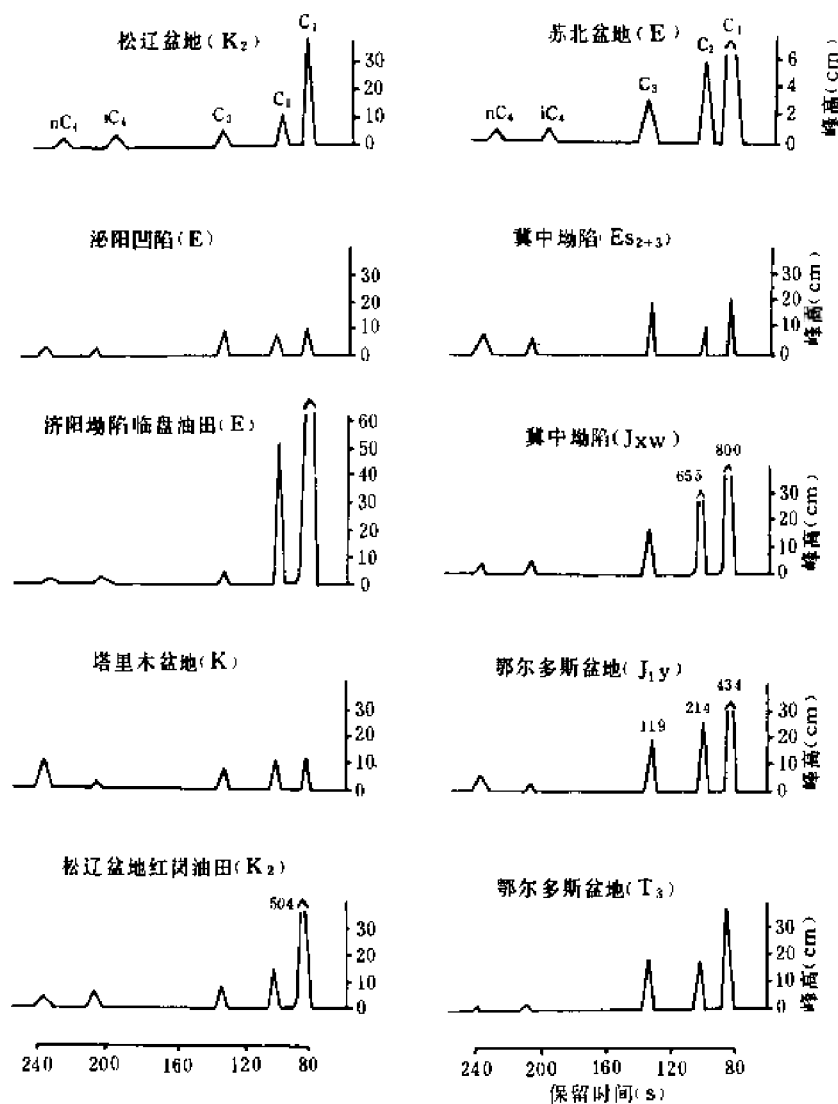 松辽盆地(K₂)
C₁
30
20
10
0
nC₄
iC₄
C₃
苏北盆地(E)
C₁
C₂
C₃
nC₄
iC₄
6
4
2
0
峰高(cm)
泌阳凹陷(E)
30
20
10
0
冀中坳陷(Es₂₊₃)
30
20
10
0
峰高(cm)
济阳坳陷临盘油田(E)
60
50
40
30
20
10
0
冀中坳陷(Jxw)
655
800
30
20
10
0
峰高(cm)
塔里木盆地(K)
30
20
10
0
鄂尔多斯盆地(J₁y)
119
214
434
30
20
10
0
峰高(cm)
松辽盆地红岗油田(K₂)
504
30
20
10
0
鄂尔多斯盆地(T₃)
30
20
10
0
峰高(cm)
240 200 160 120 80
240 200 160 120 80
保留时间(s)